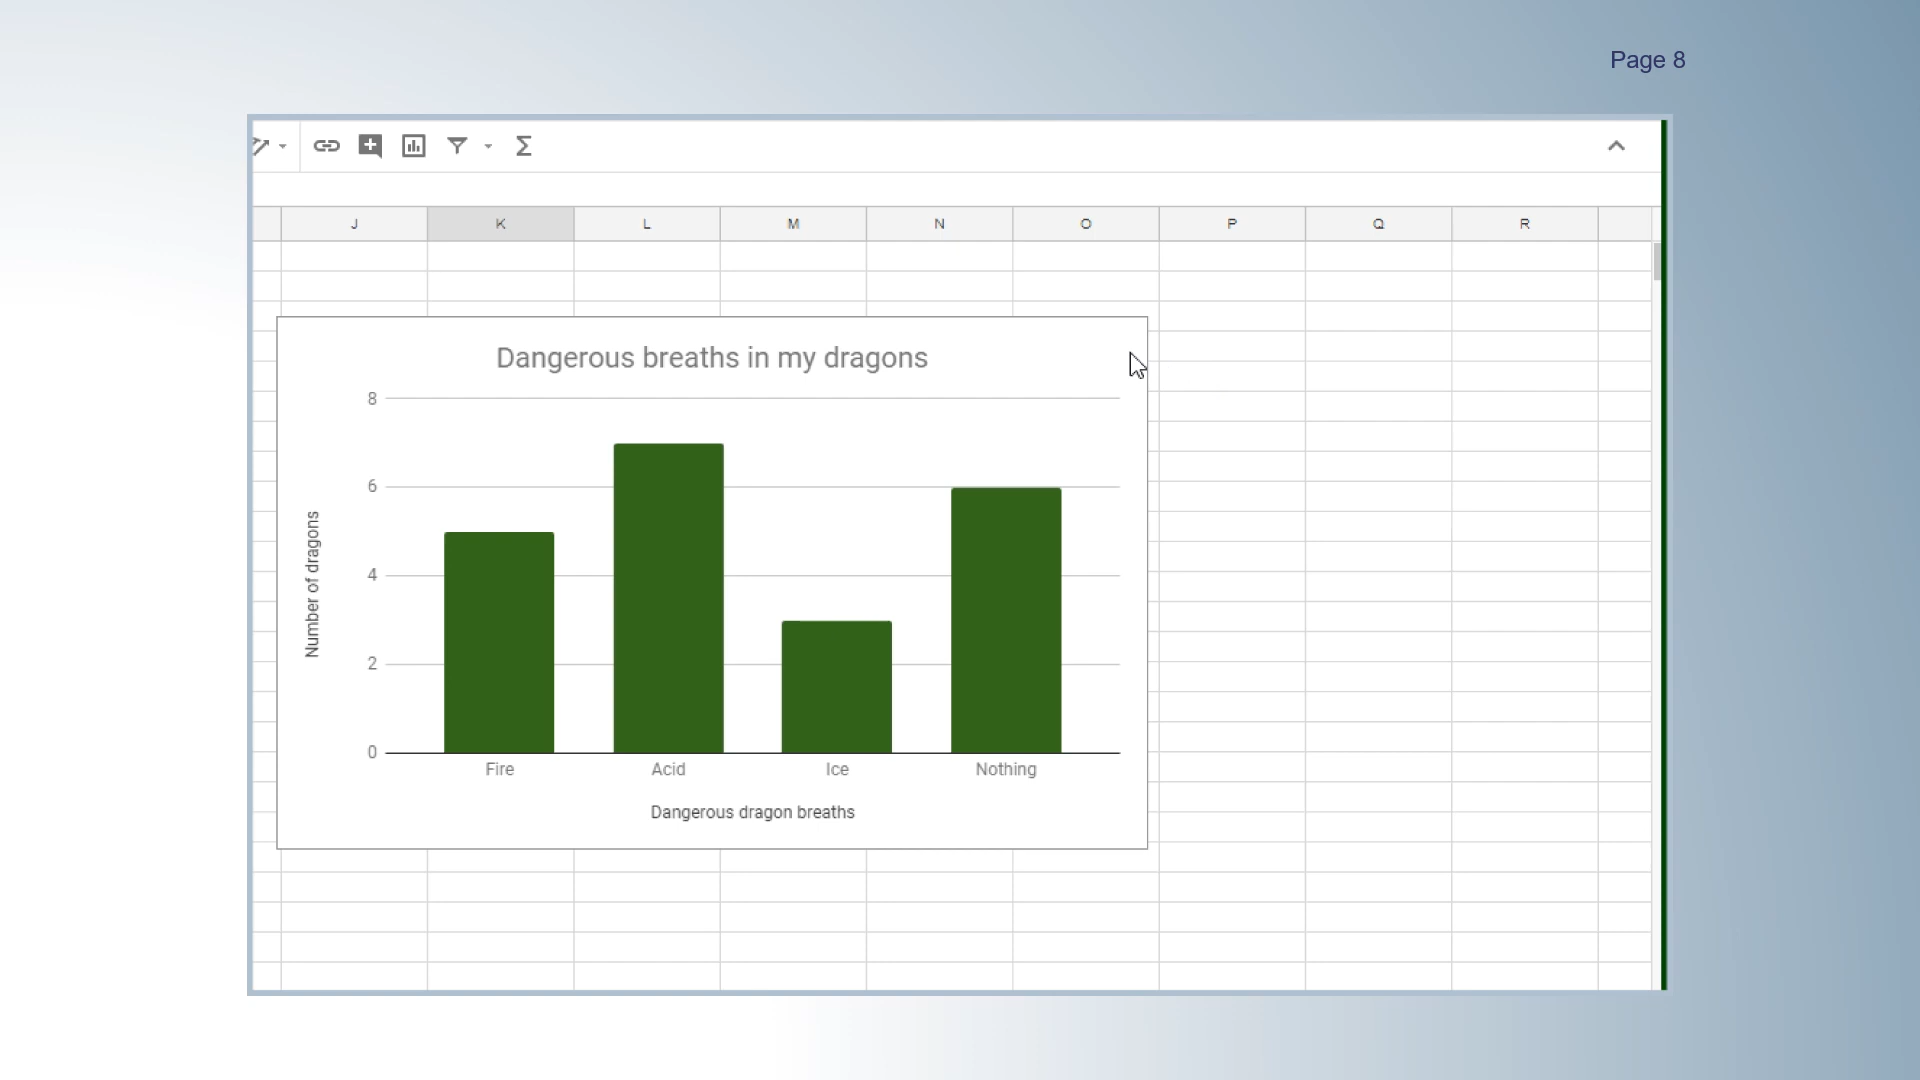 Page 8
J K L M N O P Q R
Dangerous breaths in my dragons
8
6
4
2
0
Number of dragons
Fire Acid Ice Nothing
Dangerous dragon breaths